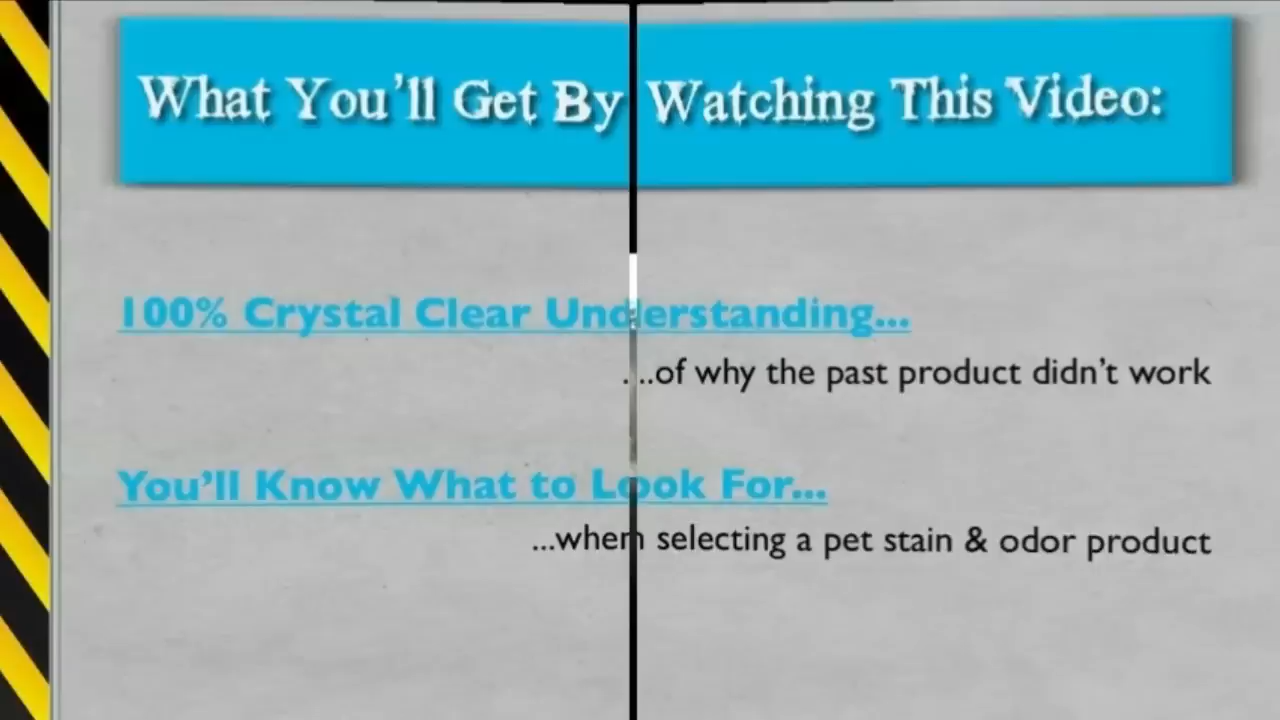 What You'll Get By Watching This Video:
100% Crystal Clear Understanding...
...of why the past product didn't work
You'll Know What to Look For...
...when selecting a pet stain & odor product